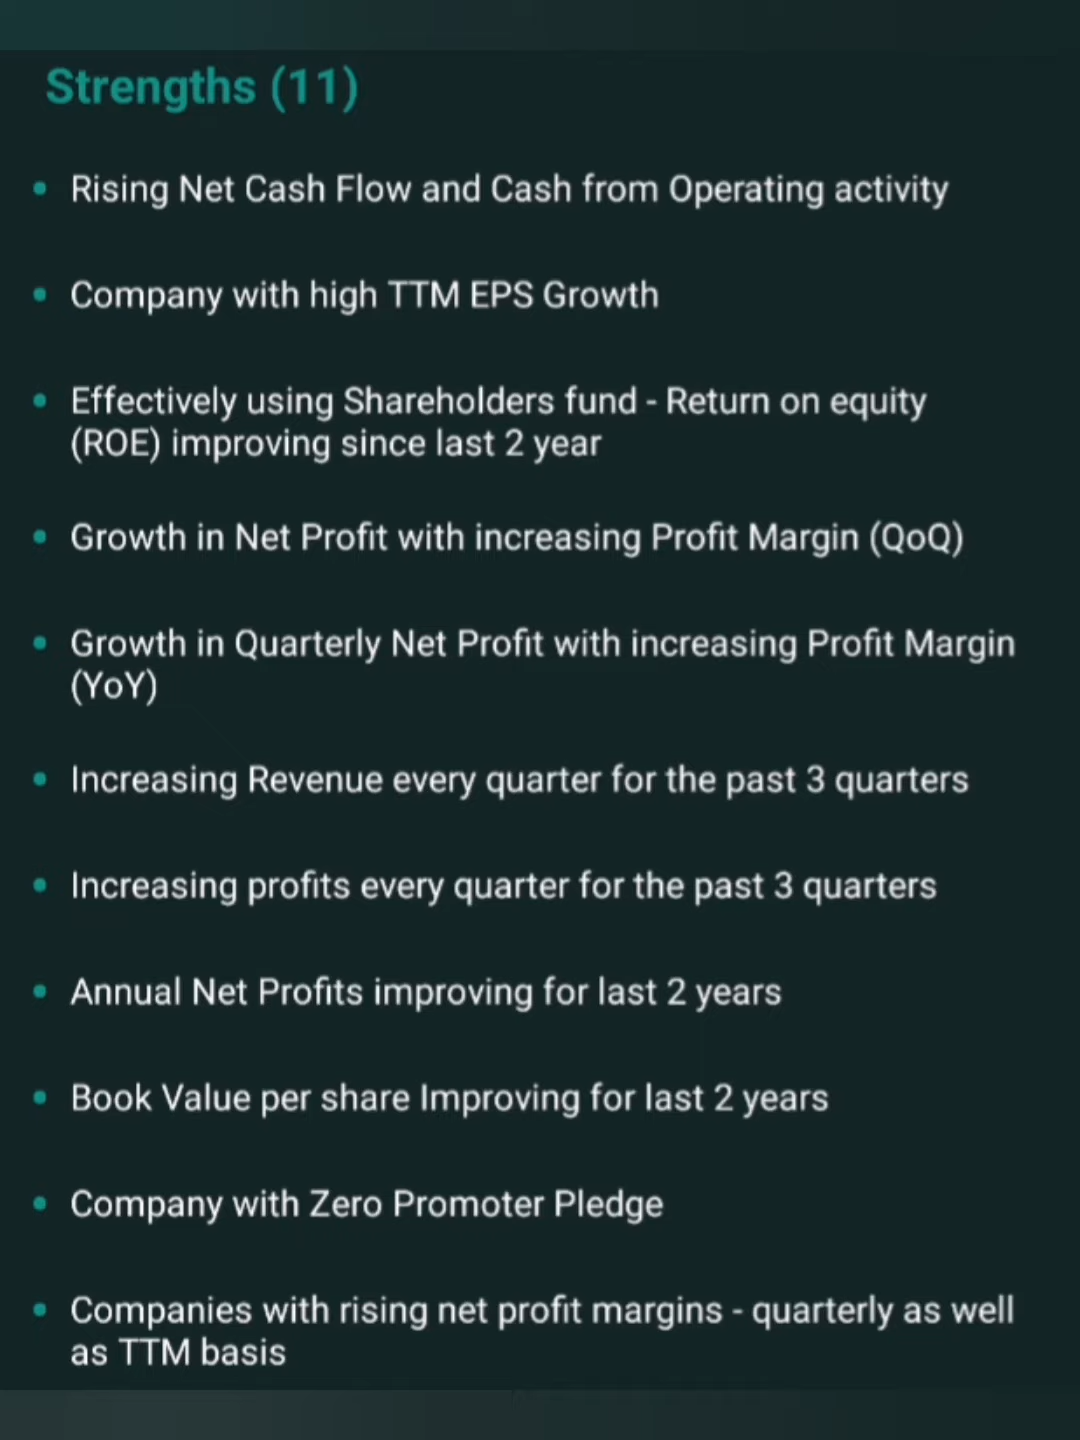 Strengths (11)
Rising Net Cash Flow and Cash from Operating activity
Company with high TTM EPS Growth
Effectively using Shareholders fund - Return on equity
(ROE) improving since last 2 year
Growth in Net Profit with increasing Profit Margin (QoQ)
Growth in Quarterly Net Profit with increasing Profit Margin
(YoY)
Increasing Revenue every quarter for the past 3 quarters
Increasing profits every quarter for the past 3 quarters
Annual Net Profits improving for last 2 years
Book Value per share Improving for last 2 years
Company with Zero Promoter Pledge
Companies with rising net profit margins - quarterly as well
as TTM basis